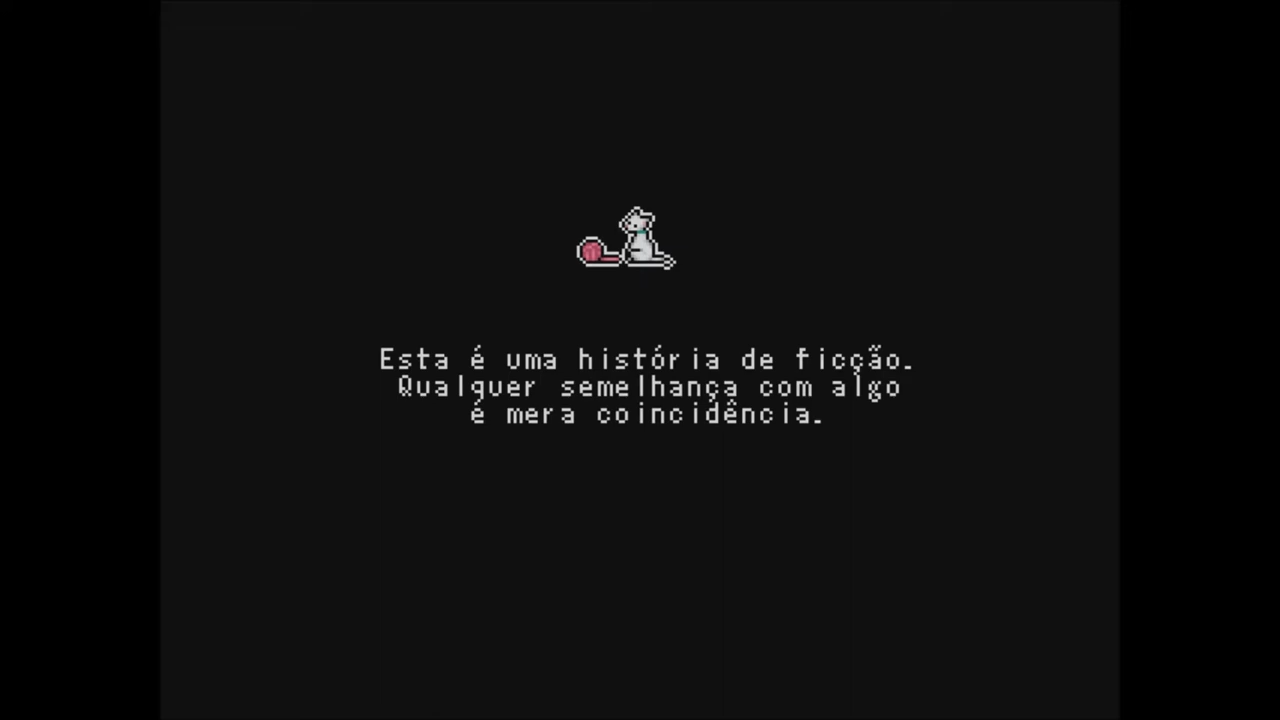 Esta é uma história de ficção.
Qualquer semelhança com algo
é mera coincidência.